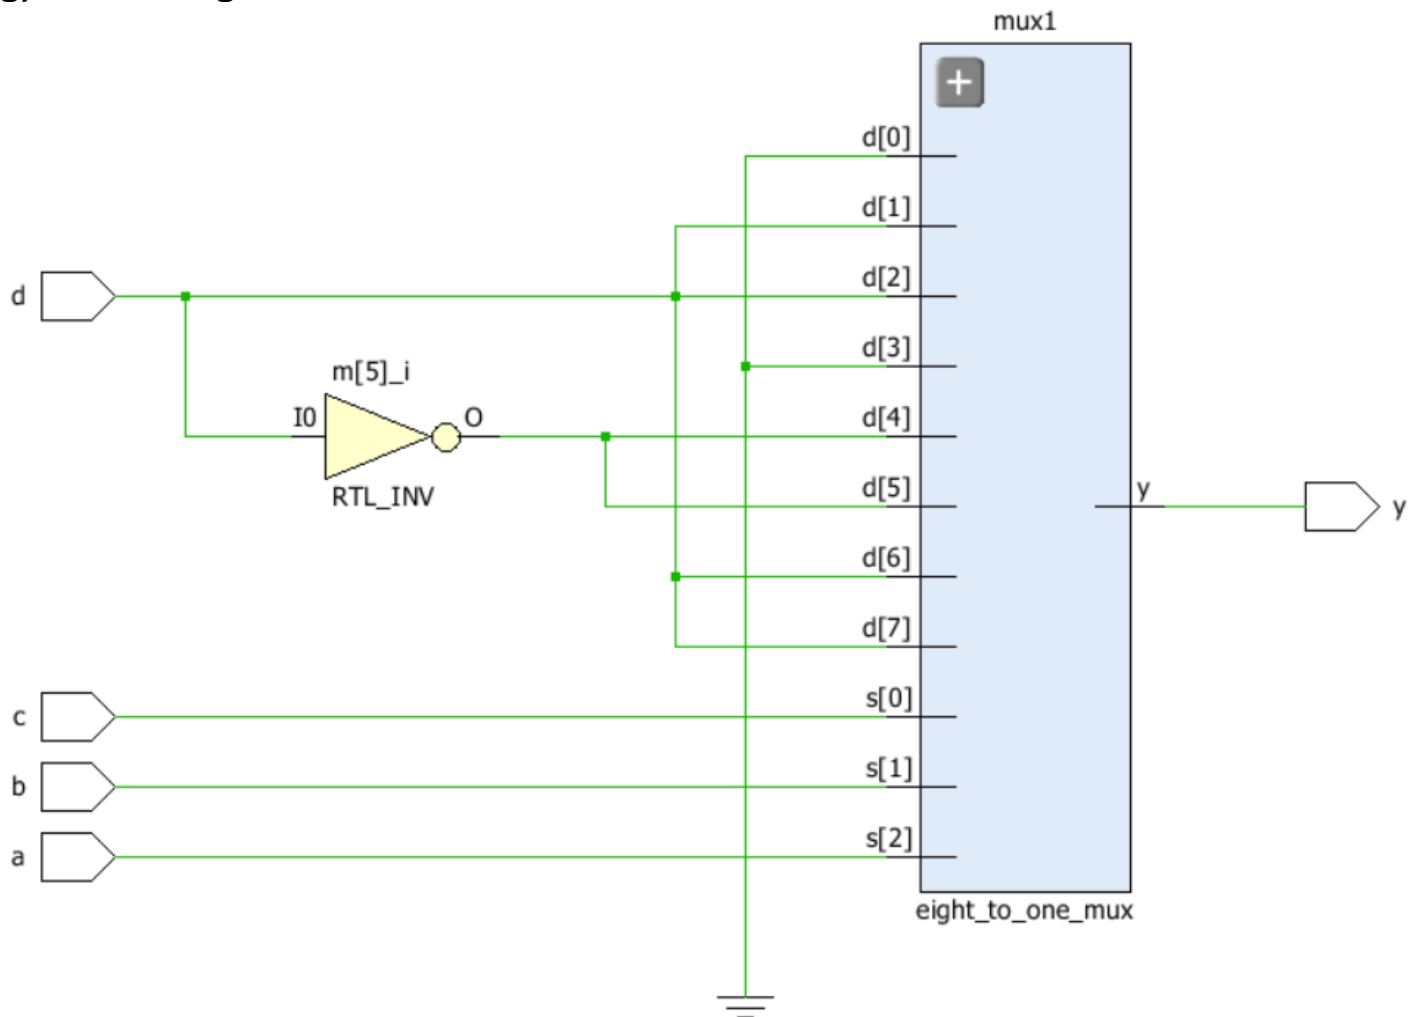 mux1
d[0]
d[1]
d
d[2]
d[3]
m[5]_i
I0
O
d[4]
RTL_INV
d[5]
y
y
d[6]
d[7]
c
s[0]
b
s[1]
a
s[2]
eight_to_one_mux